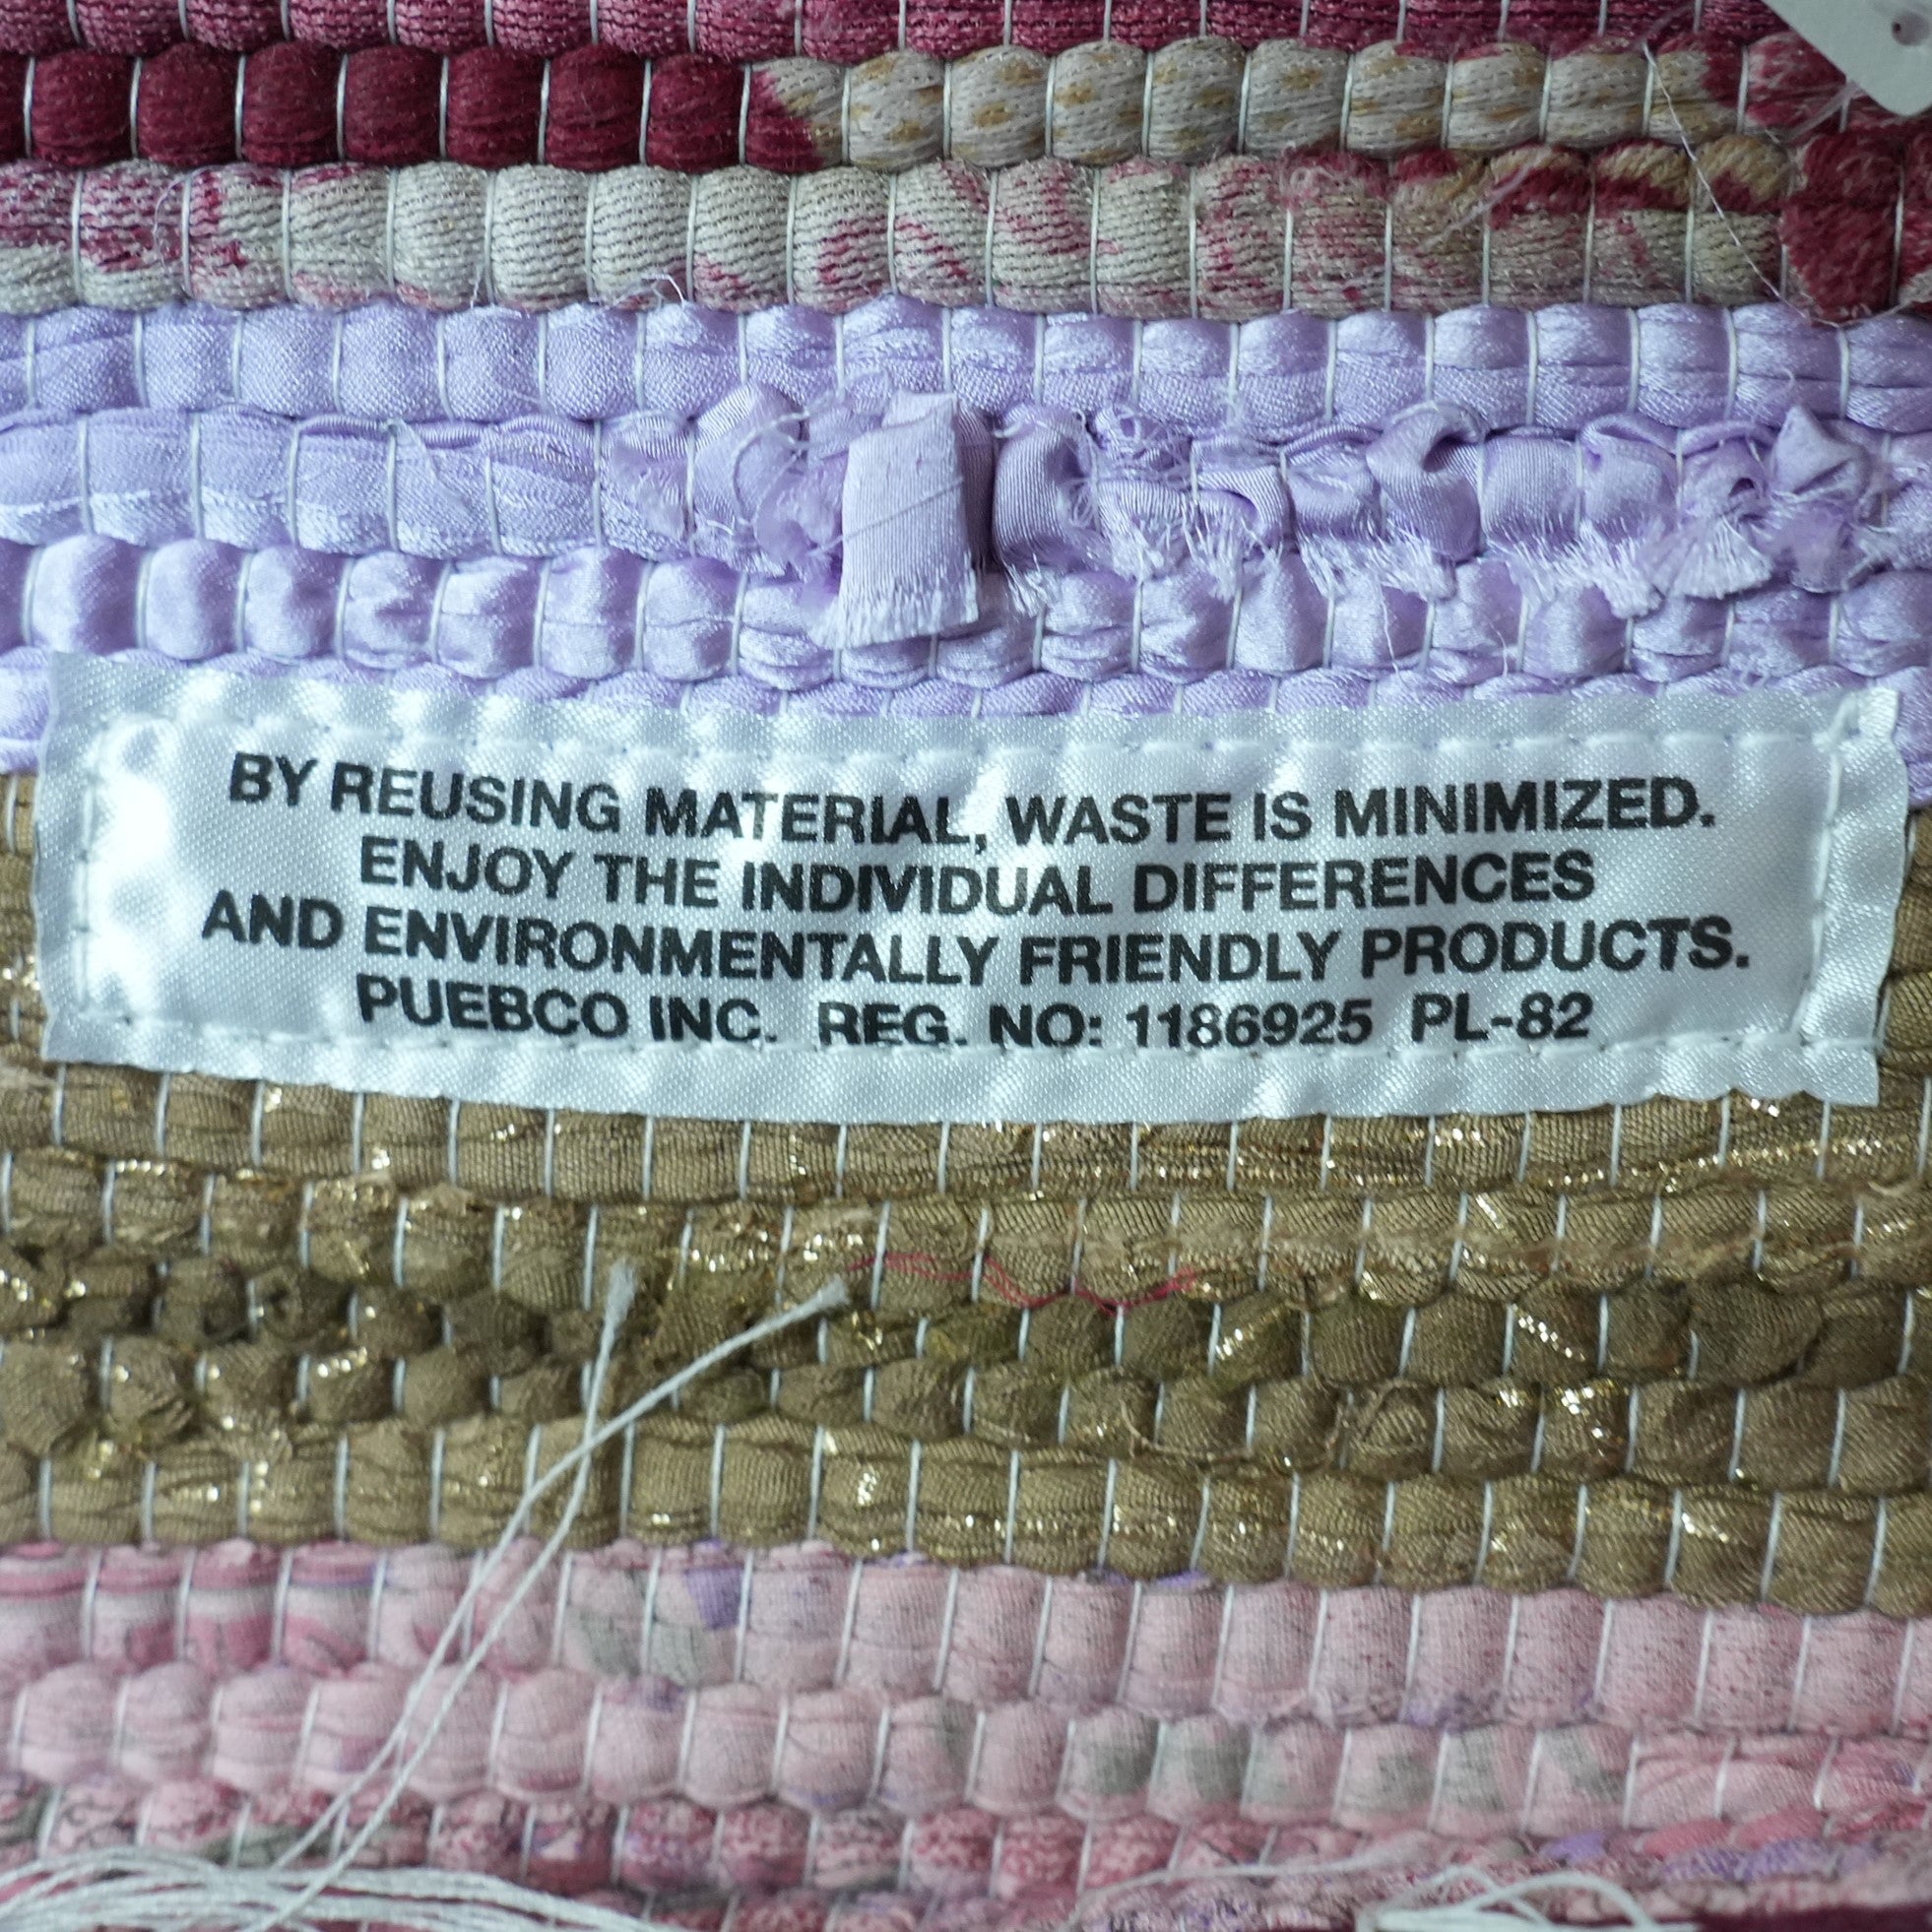 BY REUSING MATERIAL, WASTE IS MINIMIZED.
ENJOY THE INDIVIDUAL DIFFERENCES
AND ENVIRONMENTALLY FRIENDLY PRODUCTS.
PUEBCO INC. REG. NO: 1186925 PL-82